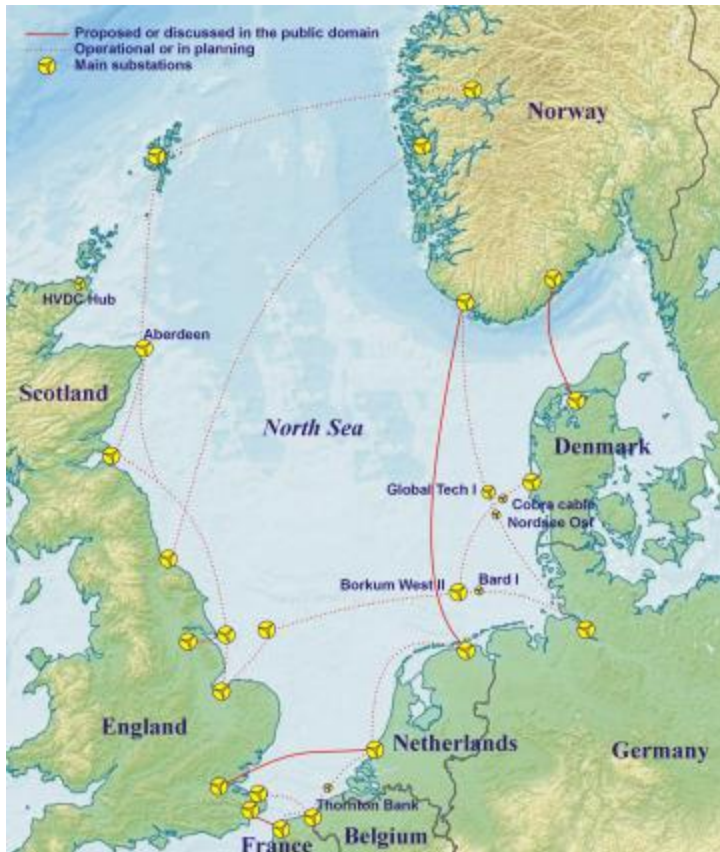 Proposed or discussed in the public domain
Operational or in planning
Main substations
Norway
HVDC Hub
Aberdeen
Scotland
North Sea
Denmark
Global Tech I
Cobra cable
Nordsee Ost
Borkum West II
Bard I
England
Netherlands
Germany
Thornton Bank
France
Belgium